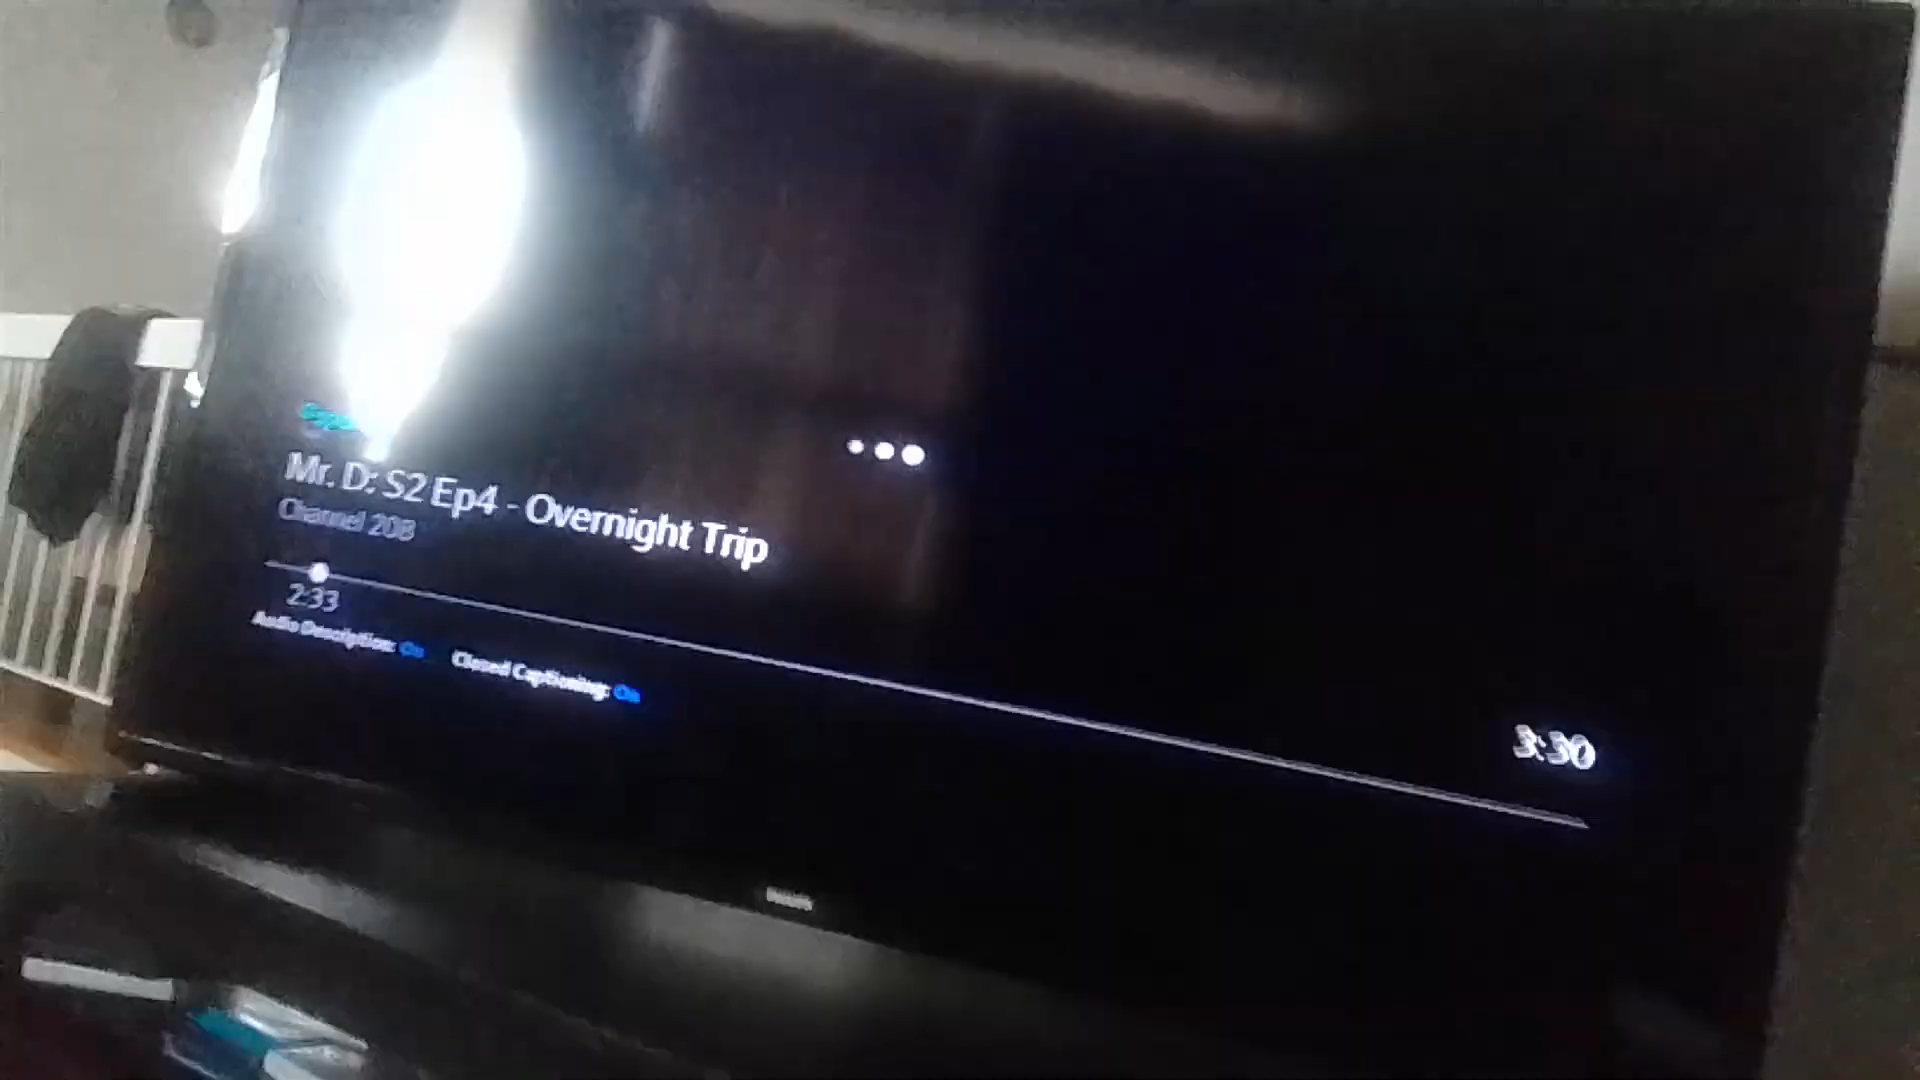 Mr. D: S2 Ep4 - Overnight Trip
Channel 208
2:33
3:30
Audio Description: On Closed Captioning: On